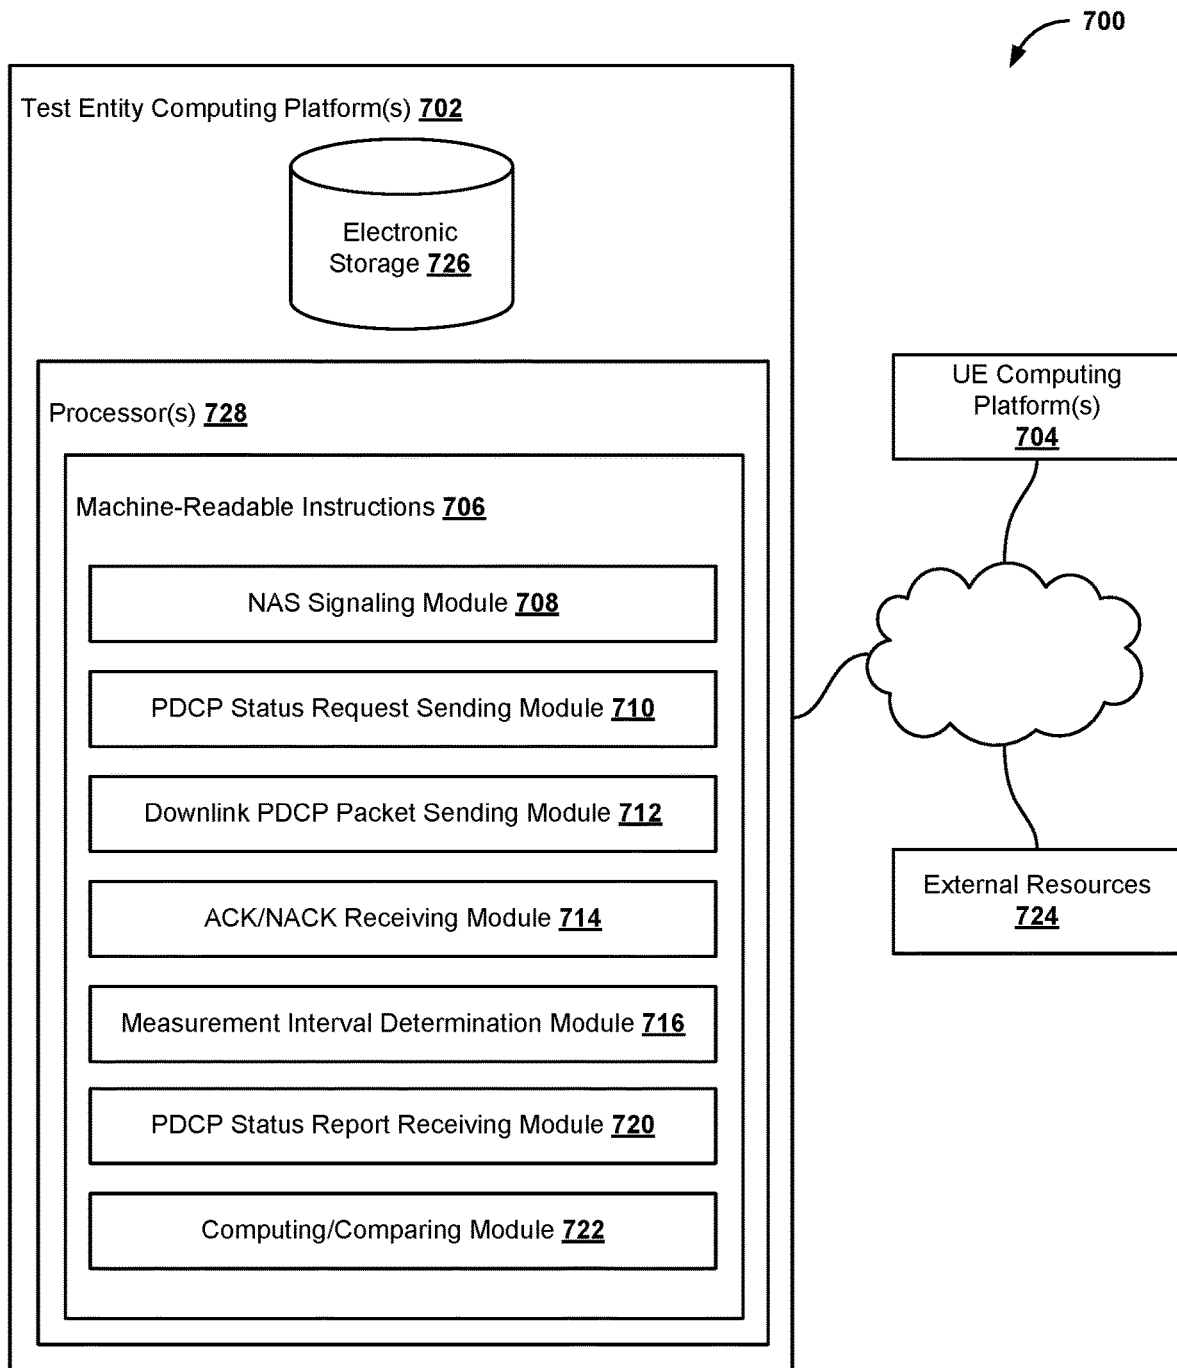 700
Test Entity Computing Platform(s) 702
Electronic
Storage 726
Processor(s) 728
Machine-Readable Instructions 706
NAS Signaling Module 708
PDCP Status Request Sending Module 710
Downlink PDCP Packet Sending Module 712
ACK/NACK Receiving Module 714
Measurement Interval Determination Module 716
PDCP Status Report Receiving Module 720
Computing/Comparing Module 722
UE Computing
Platform(s)
704
External Resources
724